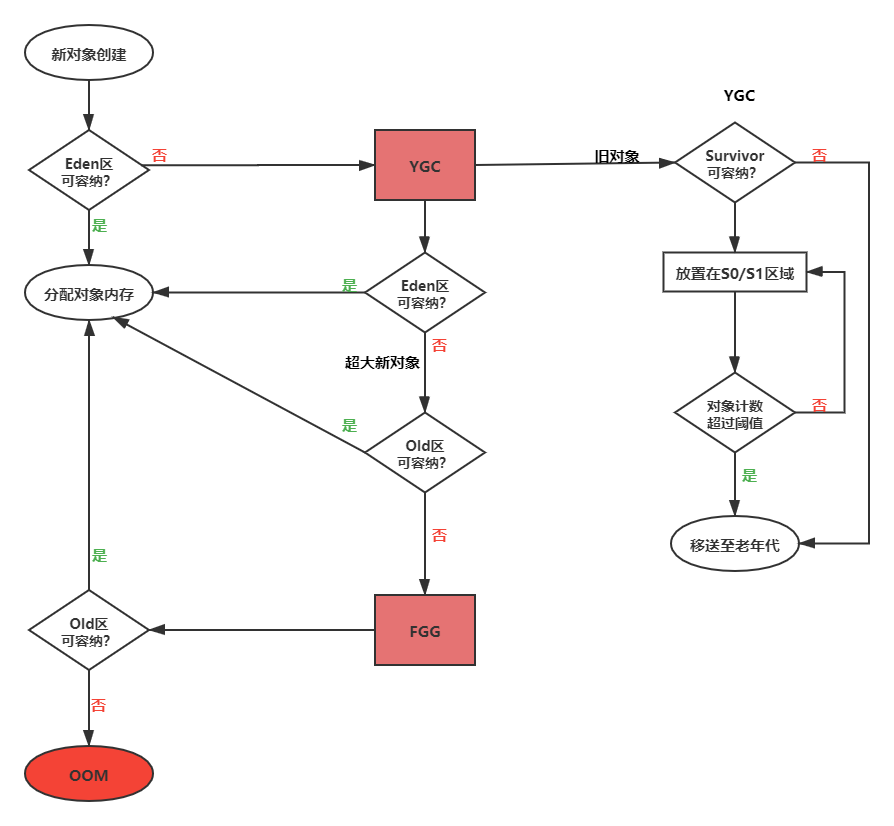 新对象创建
YGC
Eden区
可容纳?
否
YGC
旧对象
Survivor
可容纳?
否
是
分配对象内存
是
Eden区
可容纳?
放置在S0/S1区域
否
超大新对象
是
Old区
可容纳?
对象计数
超过阈值
否
是
否
移送至老年代
是
Old区
可容纳?
FGG
否
OOM